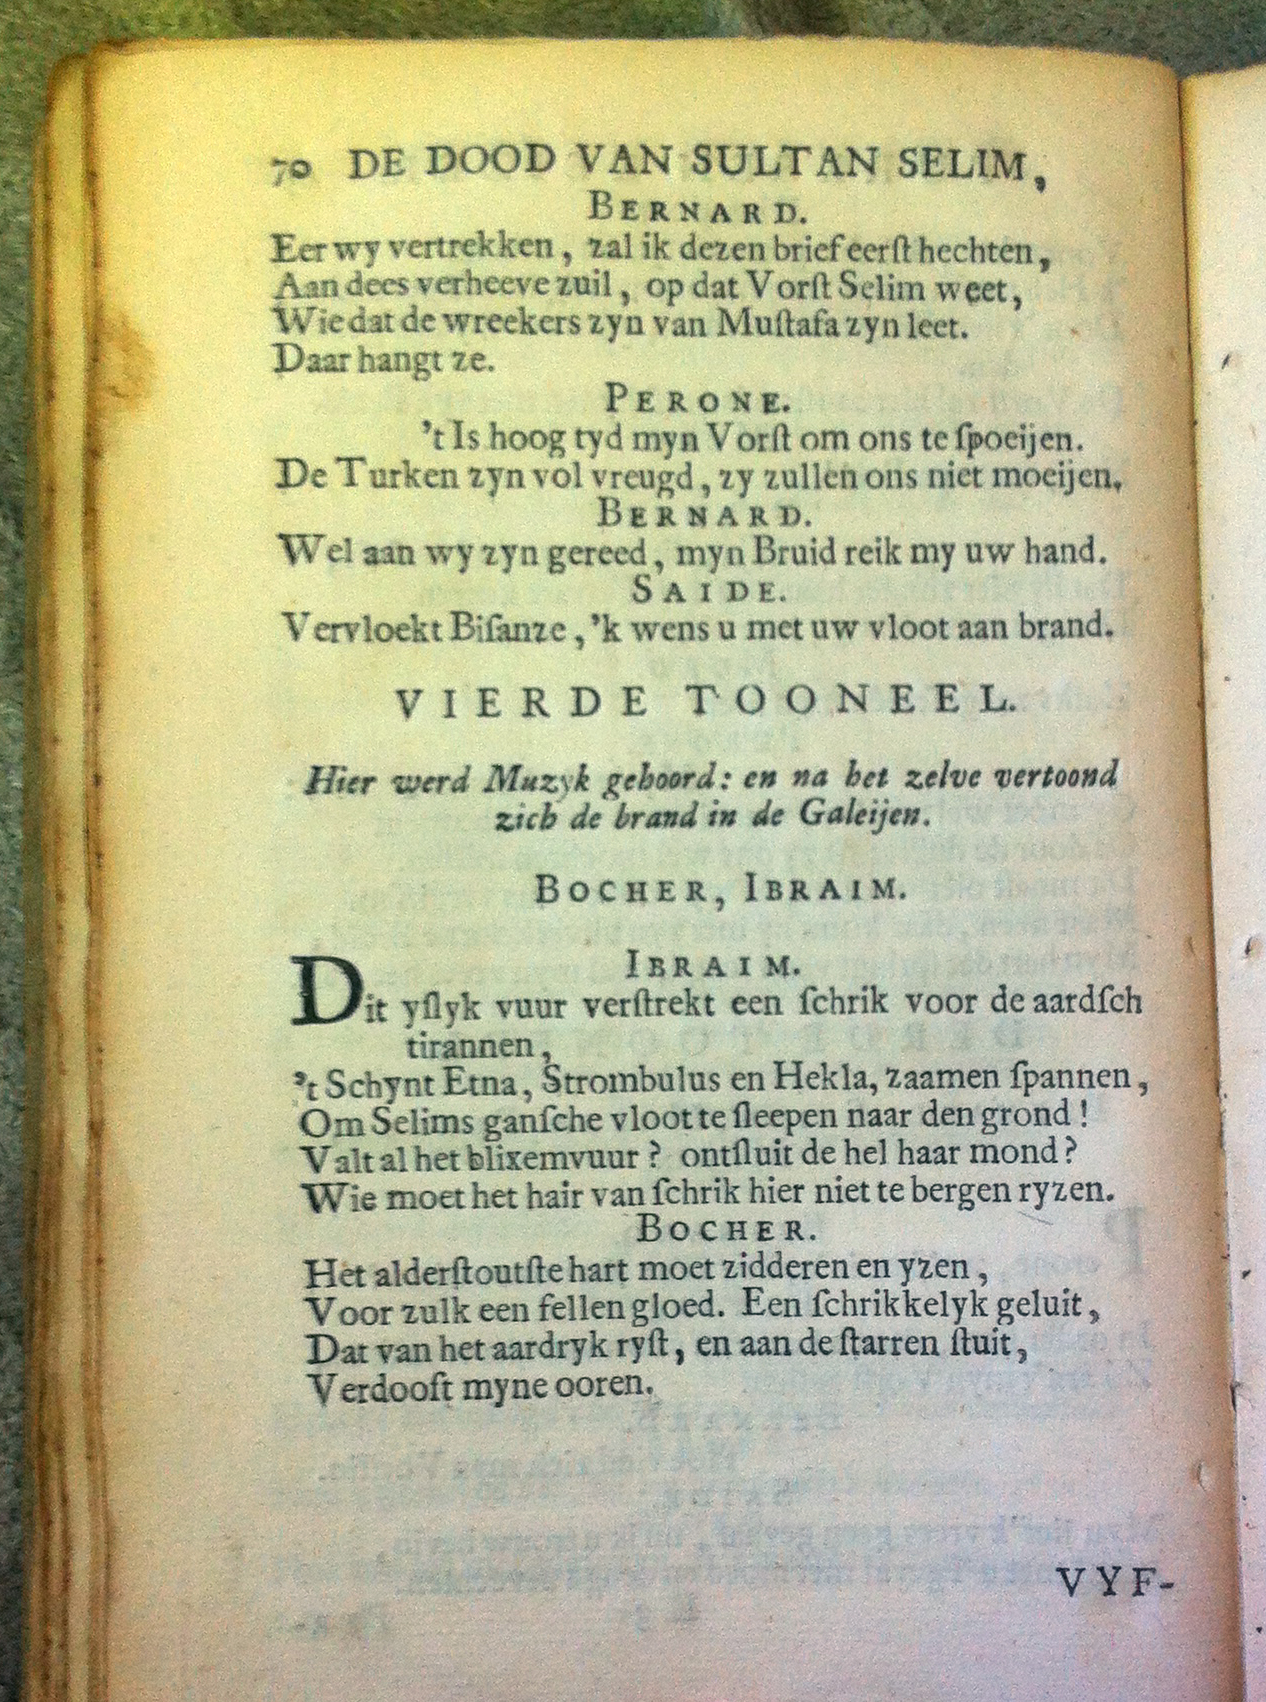 70 DE DOOD VAN SULTAN SELIM,
BERNARD.
Eer wy vertrekken, zal ik dezen brief eerſt hechten,
Aan dees verheeve zuil, op dat Vorſt Selim weet,
Wie dat de wreekers zyn van Muſtafa zyn leet.
Daar hangt ze.
PERONE.
't Is hoog tyd myn Vorſt om ons te ſpoeijen.
De Turken zyn vol vreugd, zy zullen ons niet moeijen.
BERNARD.
Wel aan wy zyn gereed, myn Bruid reik my uw hand.
SAIDE.
Vervloekt Biſanze, 'k wens u met uw vloot aan brand.
VIERDE TOONEEL.
Hier werd Muzyk gehoord: en na het zelve vertoond
zich de brand in de Galeijen.
BOCHER, IBRAIM.
IBRAIM.
Dit yſlyk vuur verſtrekt een ſchrik voor de aardſch
tirannen,
't Schynt Etna, Strombulus en Hekla, zaamen ſpannen,
Om Selims ganſche vloot te ſleepen naar den grond!
Valt al het blixemvuur? ontſluit de hel haar mond?
Wie moet het hair van ſchrik hier niet te bergen ryzen.
BOCHER.
Het alderſtoutſte hart moet zidderen en yzen,
Voor zulk een fellen gloed. Een ſchrikkelyk geluit,
Dat van het aardryk ryſt, en aan de ſtarren ſtuit,
Verdooft myne ooren.
VYF-